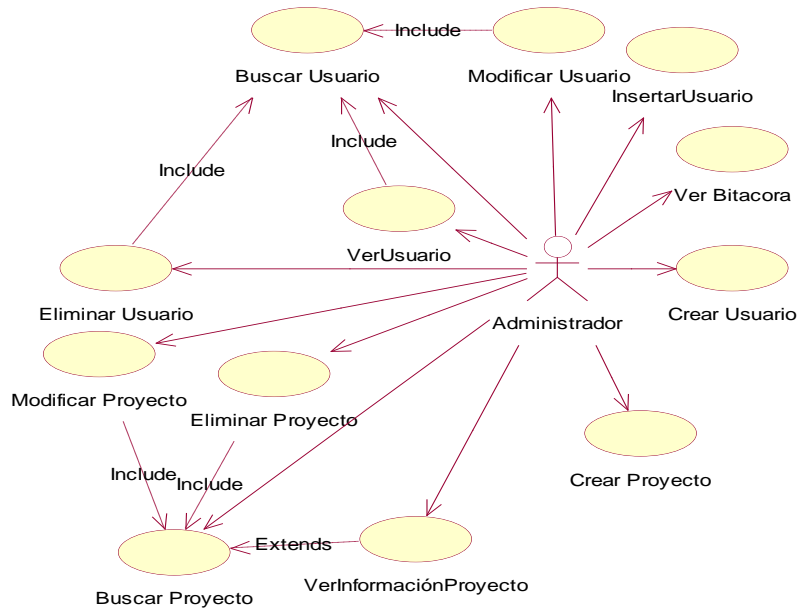 Include
Buscar Usuario
Modificar Usuario
InsertarUsuario
Include
Include
Ver Bitacora
VerUsuario
Eliminar Usuario
Crear Usuario
Administrador
Modificar Proyecto
Eliminar Proyecto
Include
Include
Crear Proyecto
Extends
VerInformaciónProyecto
Buscar Proyecto